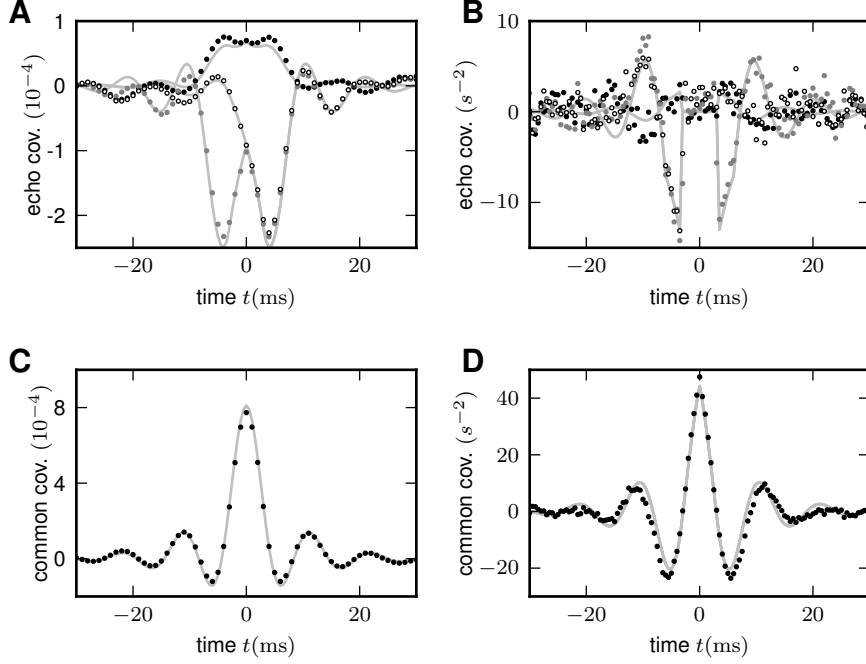 A
echo cov. (10⁻⁴)
1
0
-1
-2
−20
0
20
time t(ms)
B
echo cov. (s⁻²)
10
0
−10
−20
0
20
time t(ms)
C
common cov. (10⁻⁴)
8
4
0
−20
0
20
time t(ms)
D
common cov. (s⁻²)
40
20
0
−20
−20
0
20
time t(ms)